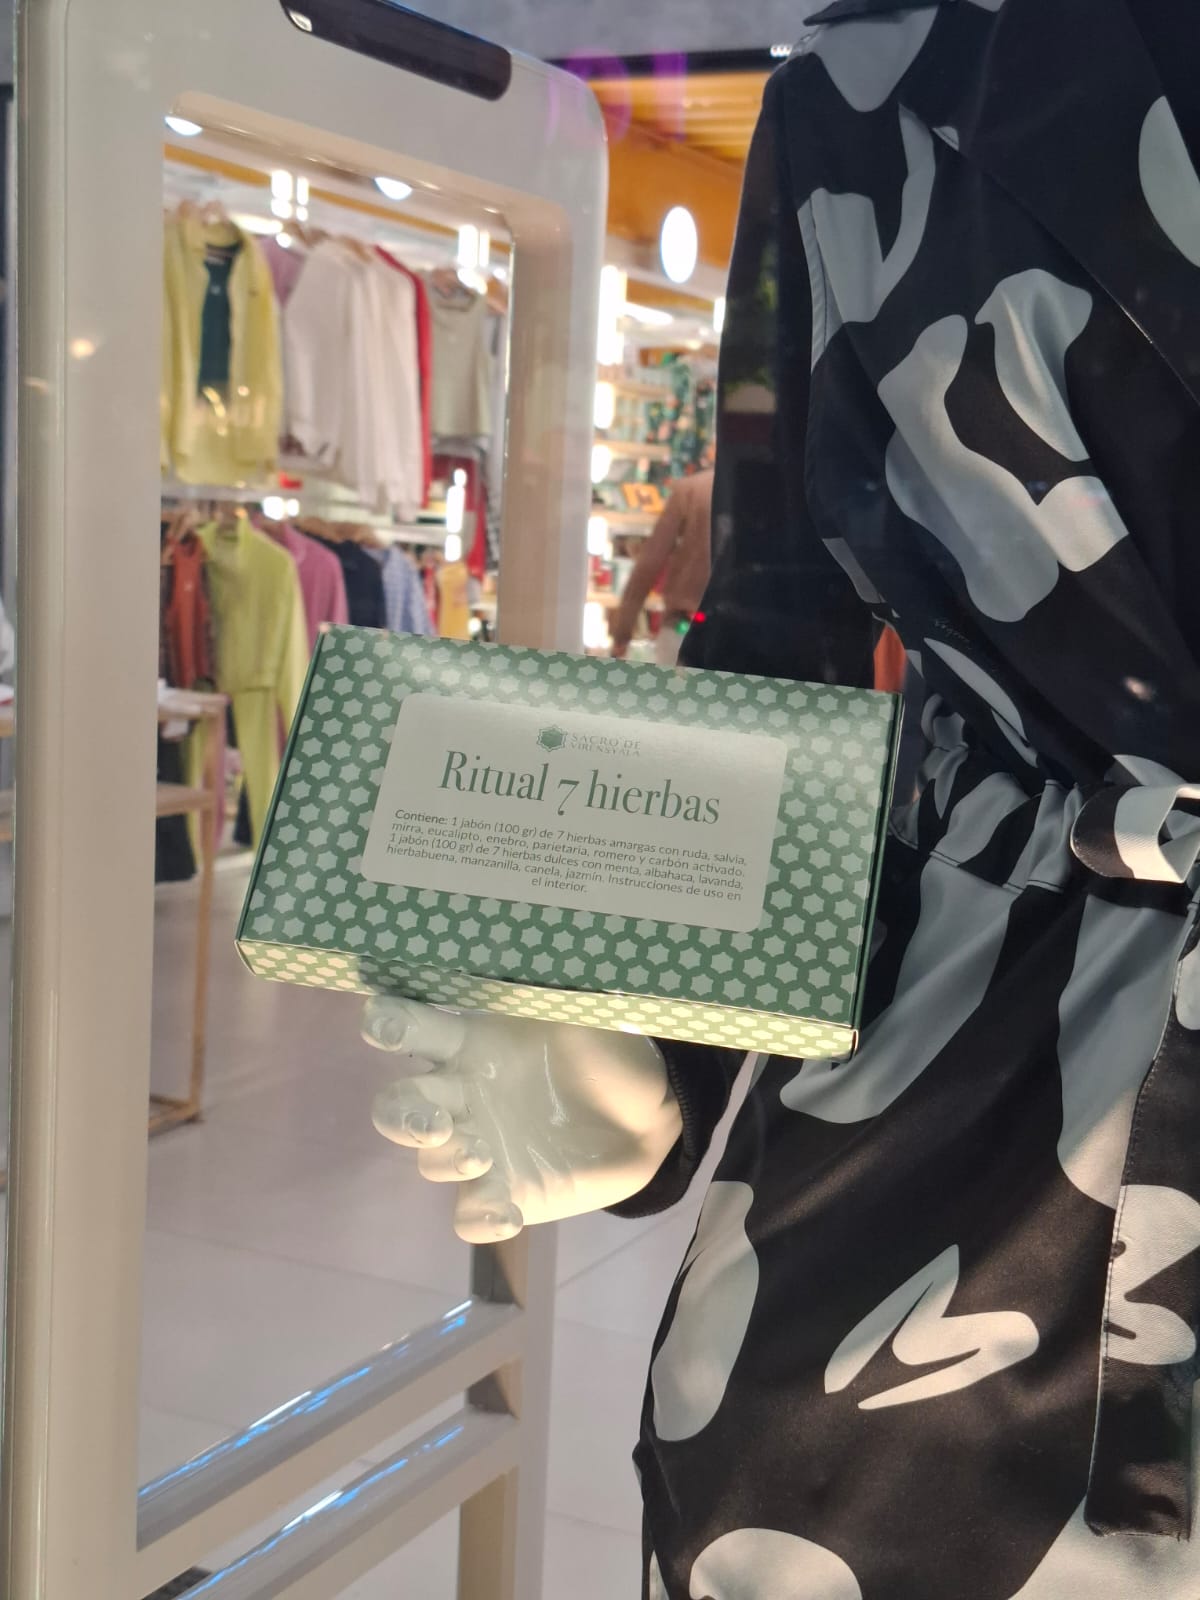 SACRO DE
VIRENSYALA
Ritual 7 hierbas
Contiene: 1 jabón (100 gr) de 7 hierbas amargas con ruda, salvia,
mirra, eucalipto, enebro, parietaria, romero y carbón activado.
1 jabón (100 gr) de 7 hierbas dulces con menta, albahaca, lavanda,
hierbabuena, manzanilla, canela, jazmín. Instrucciones de uso en
el interior.